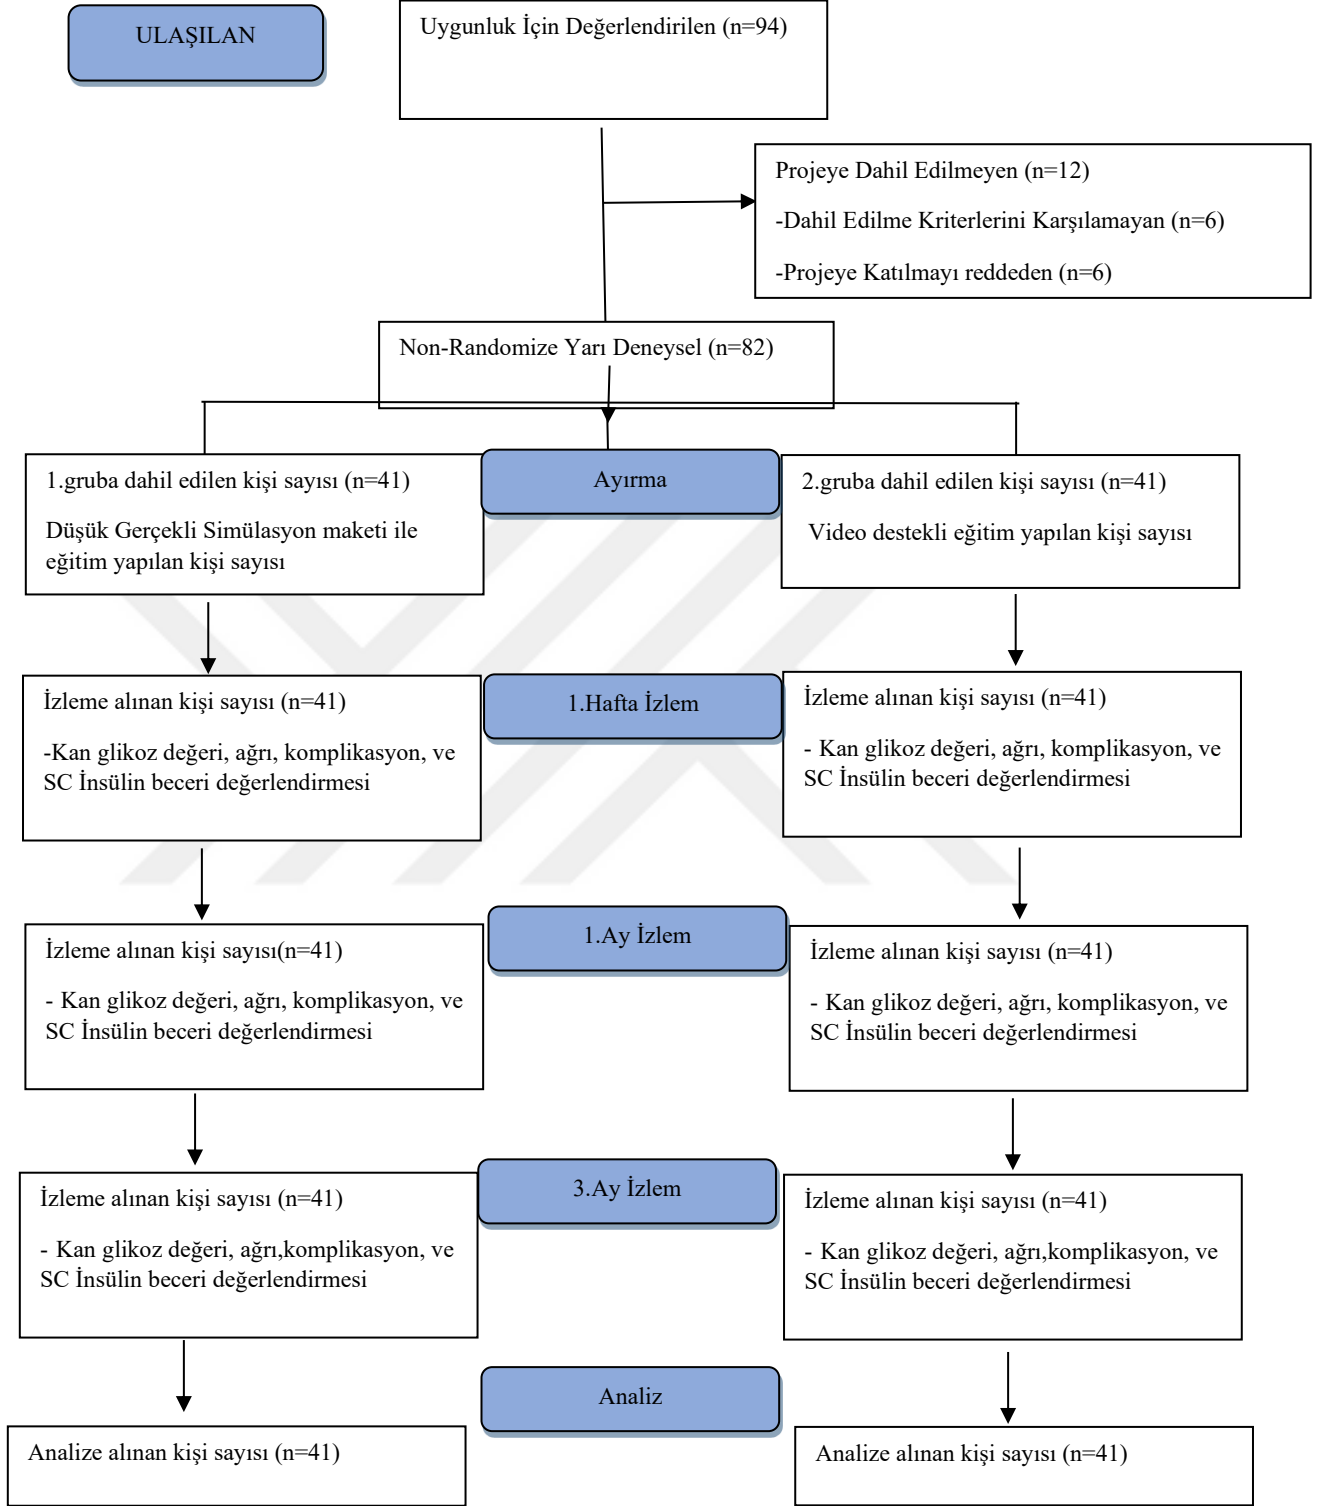 ULAŞILAN
Uygunluk İçin Değerlendirilen (n=94)
Projeye Dahil Edilmeyen (n=12)
-Dahil Edilme Kriterlerini Karşılamayan (n=6)
-Projeye Katılmayı reddeden (n=6)
Non-Randomize Yarı Deneysel (n=82)
1.gruba dahil edilen kişi sayısı (n=41)
Düşük Gerçekli Simülasyon maketi ile
eğitim yapılan kişi sayısı
Ayırma
2.gruba dahil edilen kişi sayısı (n=41)
Video destekli eğitim yapılan kişi sayısı
İzleme alınan kişi sayısı (n=41)
-Kan glikoz değeri, ağrı, komplikasyon, ve
SC İnsülin beceri değerlendirmesi
1.Hafta İzlem
İzleme alınan kişi sayısı (n=41)
- Kan glikoz değeri, ağrı, komplikasyon, ve
SC İnsülin beceri değerlendirmesi
İzleme alınan kişi sayısı(n=41)
- Kan glikoz değeri, ağrı, komplikasyon, ve
SC İnsülin beceri değerlendirmesi
1.Ay İzlem
İzleme alınan kişi sayısı (n=41)
- Kan glikoz değeri, ağrı, komplikasyon, ve
SC İnsülin beceri değerlendirmesi
İzleme alınan kişi sayısı (n=41)
- Kan glikoz değeri, ağrı,komplikasyon, ve
SC İnsülin beceri değerlendirmesi
3.Ay İzlem
İzleme alınan kişi sayısı (n=41)
- Kan glikoz değeri, ağrı,komplikasyon, ve
SC İnsülin beceri değerlendirmesi
Analiz
Analize alınan kişi sayısı (n=41)
Analize alınan kişi sayısı (n=41)